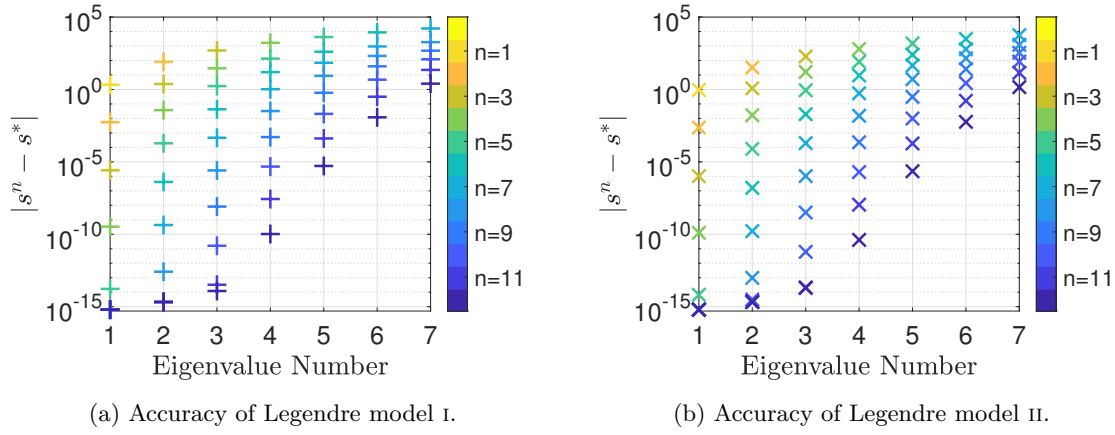 10^5
10^0
10^-5
10^-10
10^-15
|s^n − s^*|
1 2 3 4 5 6 7
Eigenvalue Number
n=1
n=3
n=5
n=7
n=9
n=11
(a) Accuracy of Legendre model I.
10^5
10^0
10^-5
10^-10
10^-15
|s^n − s^*|
1 2 3 4 5 6 7
Eigenvalue Number
n=1
n=3
n=5
n=7
n=9
n=11
(b) Accuracy of Legendre model II.